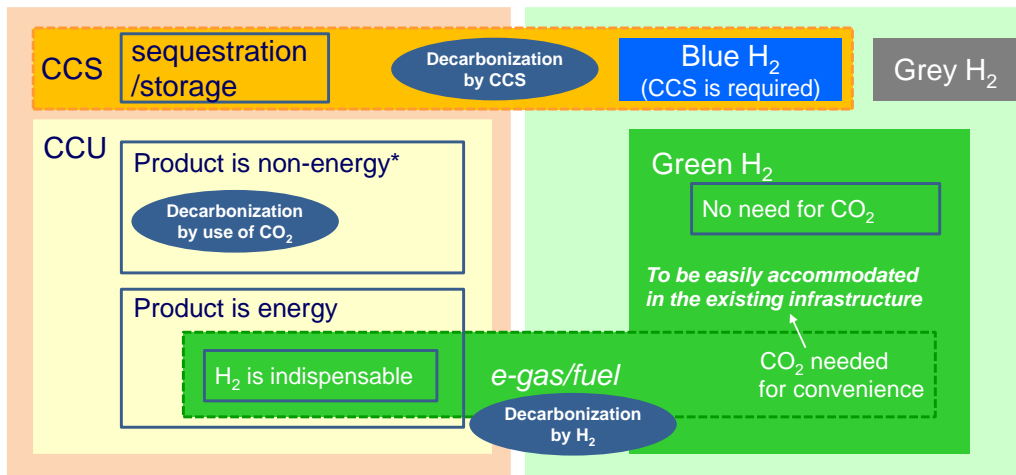 CCS
sequestration
/storage
Decarbonization
by CCS
Blue H₂
(CCS is required)
Grey H₂
CCU
Product is non-energy*
Decarbonization
by use of CO₂
Green H₂
No need for CO₂
To be easily accommodated
in the existing infrastructure
Product is energy
H₂ is indispensable
e-gas/fuel
CO₂ needed
for convenience
Decarbonization
by H₂